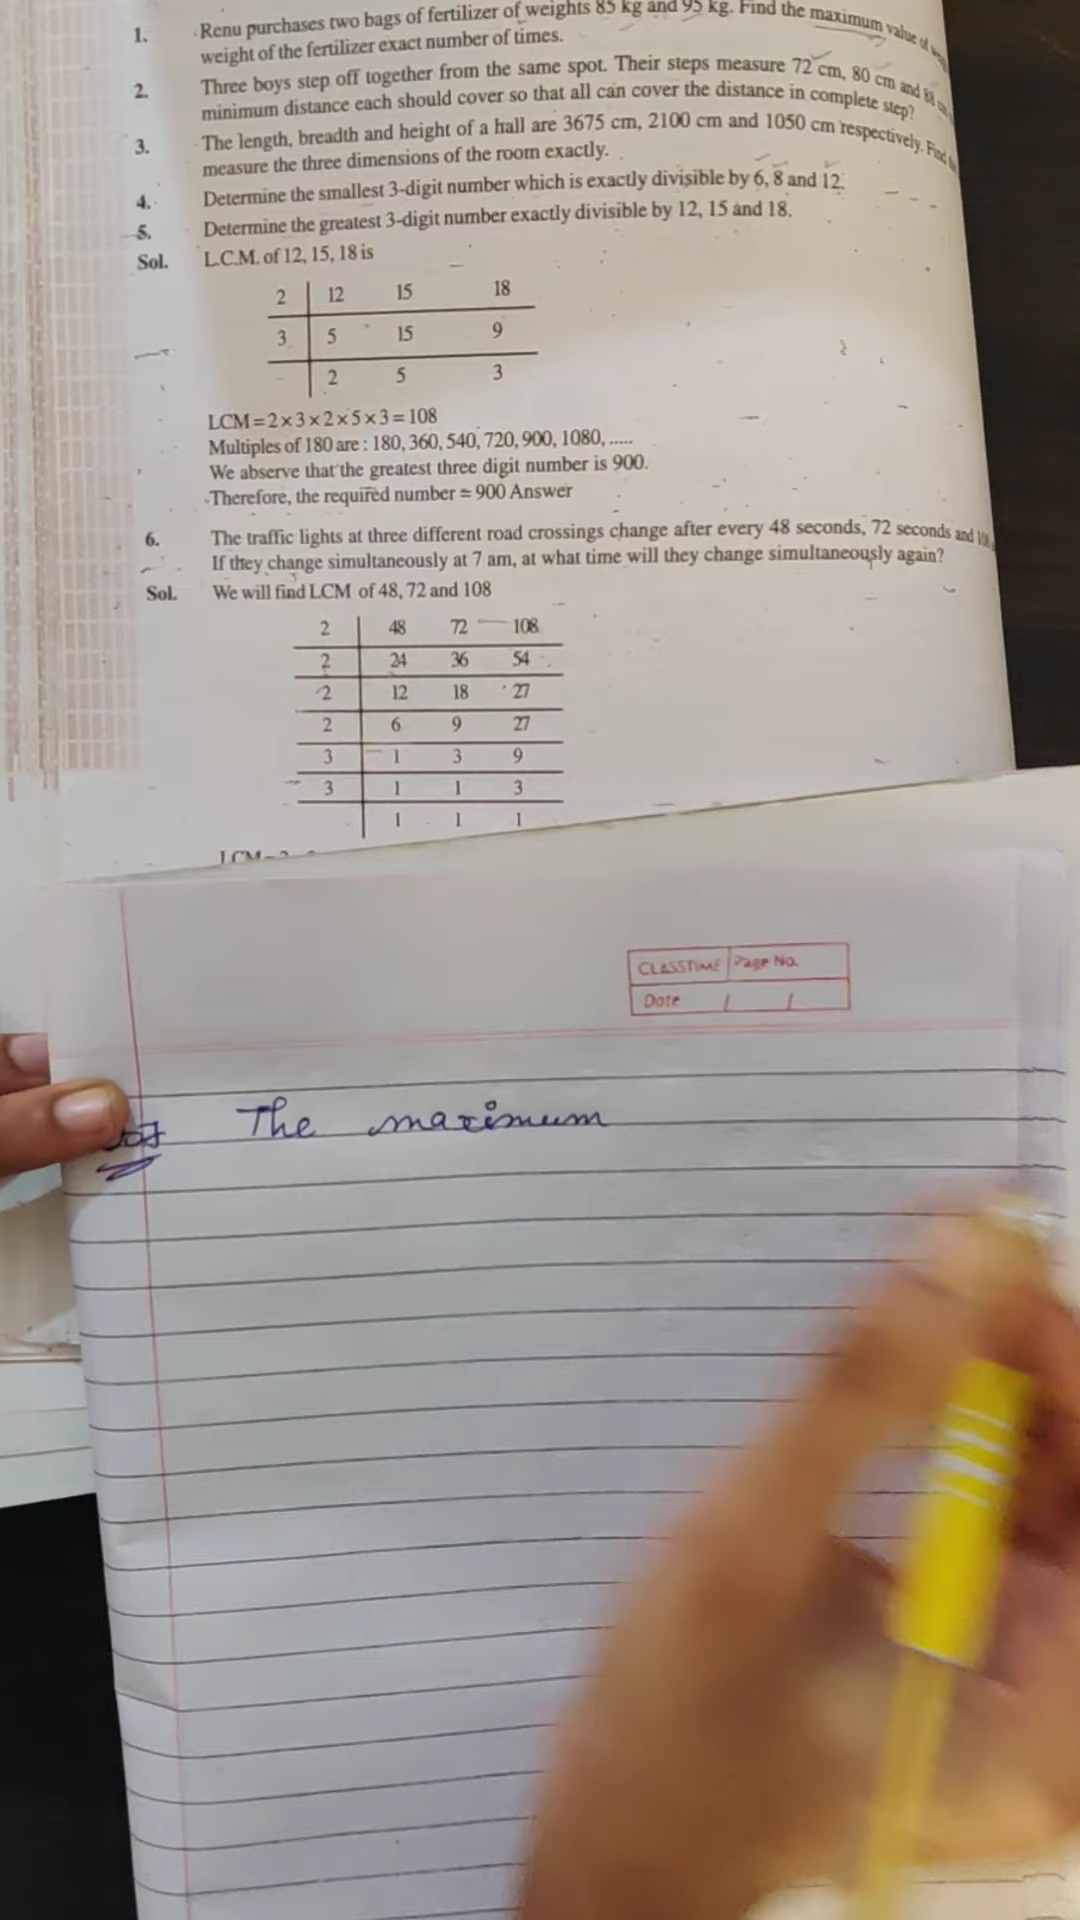 1. Renu purchases two bags of fertilizer of weights 85 kg and 95 kg. Find the maximum value of
weight of the fertilizer exact number of times.
2. Three boys step off together from the same spot. Their steps measure 72 cm, 80 cm and 88
minimum distance each should cover so that all can cover the distance in complete step?
3. The length, breadth and height of a hall are 3675 cm, 2100 cm and 1050 cm respectively. Find
measure the three dimensions of the room exactly.
4. Determine the smallest 3-digit number which is exactly divisible by 6, 8 and 12.
5. Determine the greatest 3-digit number exactly divisible by 12, 15 and 18.
Sol. L.C.M. of 12, 15, 18 is
2 12 15 18
3 5 15 9
2 5 3
LCM = 2 × 3 × 2 × 5 × 3 = 108
Multiples of 180 are : 180, 360, 540, 720, 900, 1080, .....
We abserve that the greatest three digit number is 900.
Therefore, the required number = 900 Answer
6. The traffic lights at three different road crossings change after every 48 seconds, 72 seconds and
If they change simultaneously at 7 am, at what time will they change simultaneously again?
Sol. We will find LCM of 48, 72 and 108
2 48 72 108
2 24 36 54
2 12 18 27
2 6 9 27
3 1 3 9
3 1 1 3
1 1 1
LCM =
CLASSTIME Page No.
Date / /
The maximum